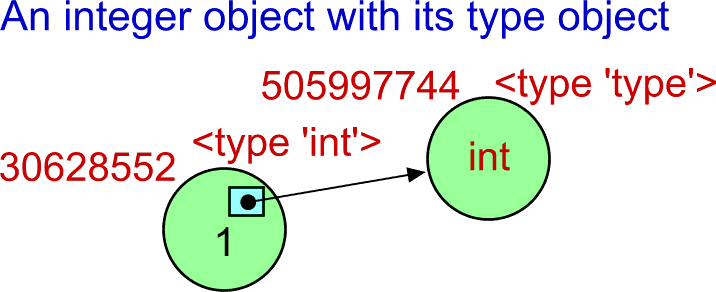 An integer object with its type object
505997744 <type 'type'>
<type 'int'>
30628552
int
1